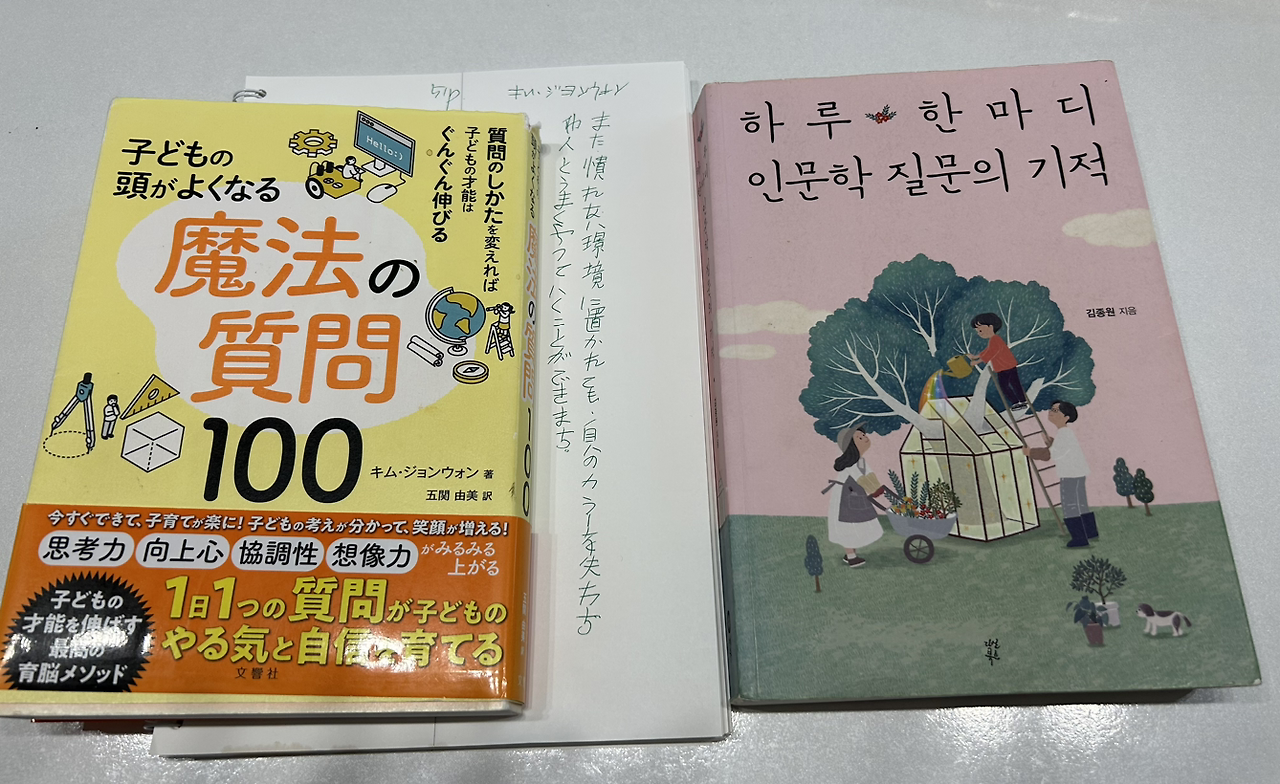 子どもの
頭がよくなる
魔法の
質問
100
質問のしかたを変えれば
子どもの才能は
ぐんぐん伸びる
Hello:)
キム・ジョンウォン 著
五関 由美 訳
今すぐできて、子育てが楽に!子どもの考えが分かって、笑顔が増える!
思考力 向上心 協調性 想像力 がみるみる
上がる
子どもの
才能を伸ばす
最高の
育脳メソッド
1日1つの質問が子どもの
やる気と自信を育てる
文響社
キム・ジョンウォン
また慣れない環境に置かれても、自分のカラーを失わず
他人とうまくやっていくことができます。
하루 한마디
인문학 질문의 기적
김종원 지음